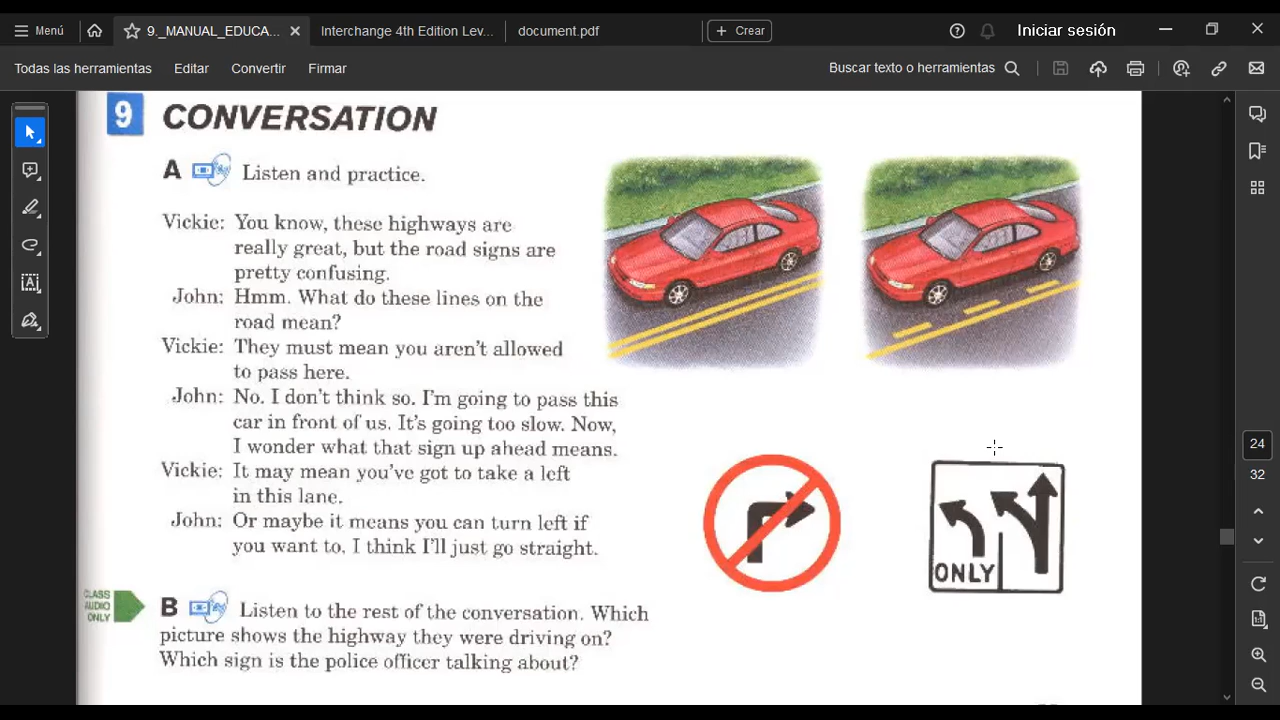 Menú
9._MANUAL_EDUCA...
Interchange 4th Edition Lev...
document.pdf
Crear
Iniciar sesión
Todas las herramientas
Editar
Convertir
Firmar
Buscar texto o herramientas
9 CONVERSATION
A Listen and practice.
Vickie: You know, these highways are
really great, but the road signs are
pretty confusing.
John: Hmm. What do these lines on the
road mean?
Vickie: They must mean you aren't allowed
to pass here.
John: No. I don't think so. I'm going to pass this
car in front of us. It's going too slow. Now,
I wonder what that sign up ahead means.
Vickie: It may mean you've got to take a left
in this lane.
John: Or maybe it means you can turn left if
you want to. I think I'll just go straight.
ONLY
CLASS
AUDIO
ONLY
B Listen to the rest of the conversation. Which
picture shows the highway they were driving on?
Which sign is the police officer talking about?
24
32
1:1